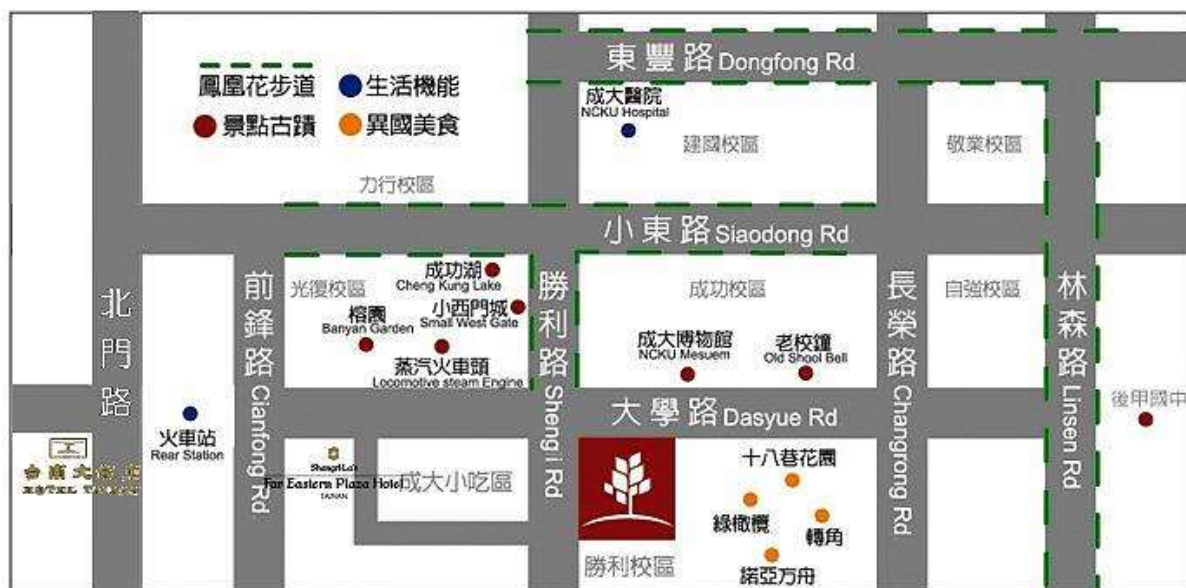 東豐路 Dongfong Rd
鳳凰花步道
生活機能
景點古蹟
異國美食
成大醫院
NCKU Hospital
建國校區
敬業校區
力行校區
小東路 Siaodong Rd
北門路
前鋒路 Cianfong Rd
光復校區
成功湖
Cheng Kung Lake
小西門城
Small West Gate
榕園
Banyan Garden
蒸汽火車頭
Locomotive steam Engine
勝利路 Shengli Rd
成功校區
成大博物館
NCKU Mesuem
老校鐘
Old Shool Bell
長榮路 Changrong Rd
自強校區
林森路 Linsen Rd
後甲國中
大學路 Dasyue Rd
火車站
Rear Station
Shangri-La's
Far Eastern Plaza Hotel
TAINAN
成大小吃區
勝利校區
十八巷花園
綠橄欖
轉角
諾亞方舟